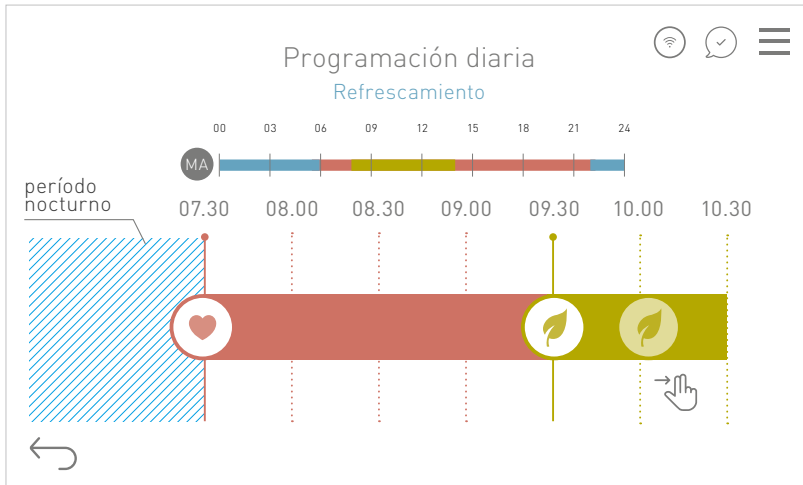 Programación diaria
Refrescamiento
00 03 06 09 12 15 18 21 24
MA
período
nocturno
07.30 08.00 08.30 09.00 09.30 10.00 10.30